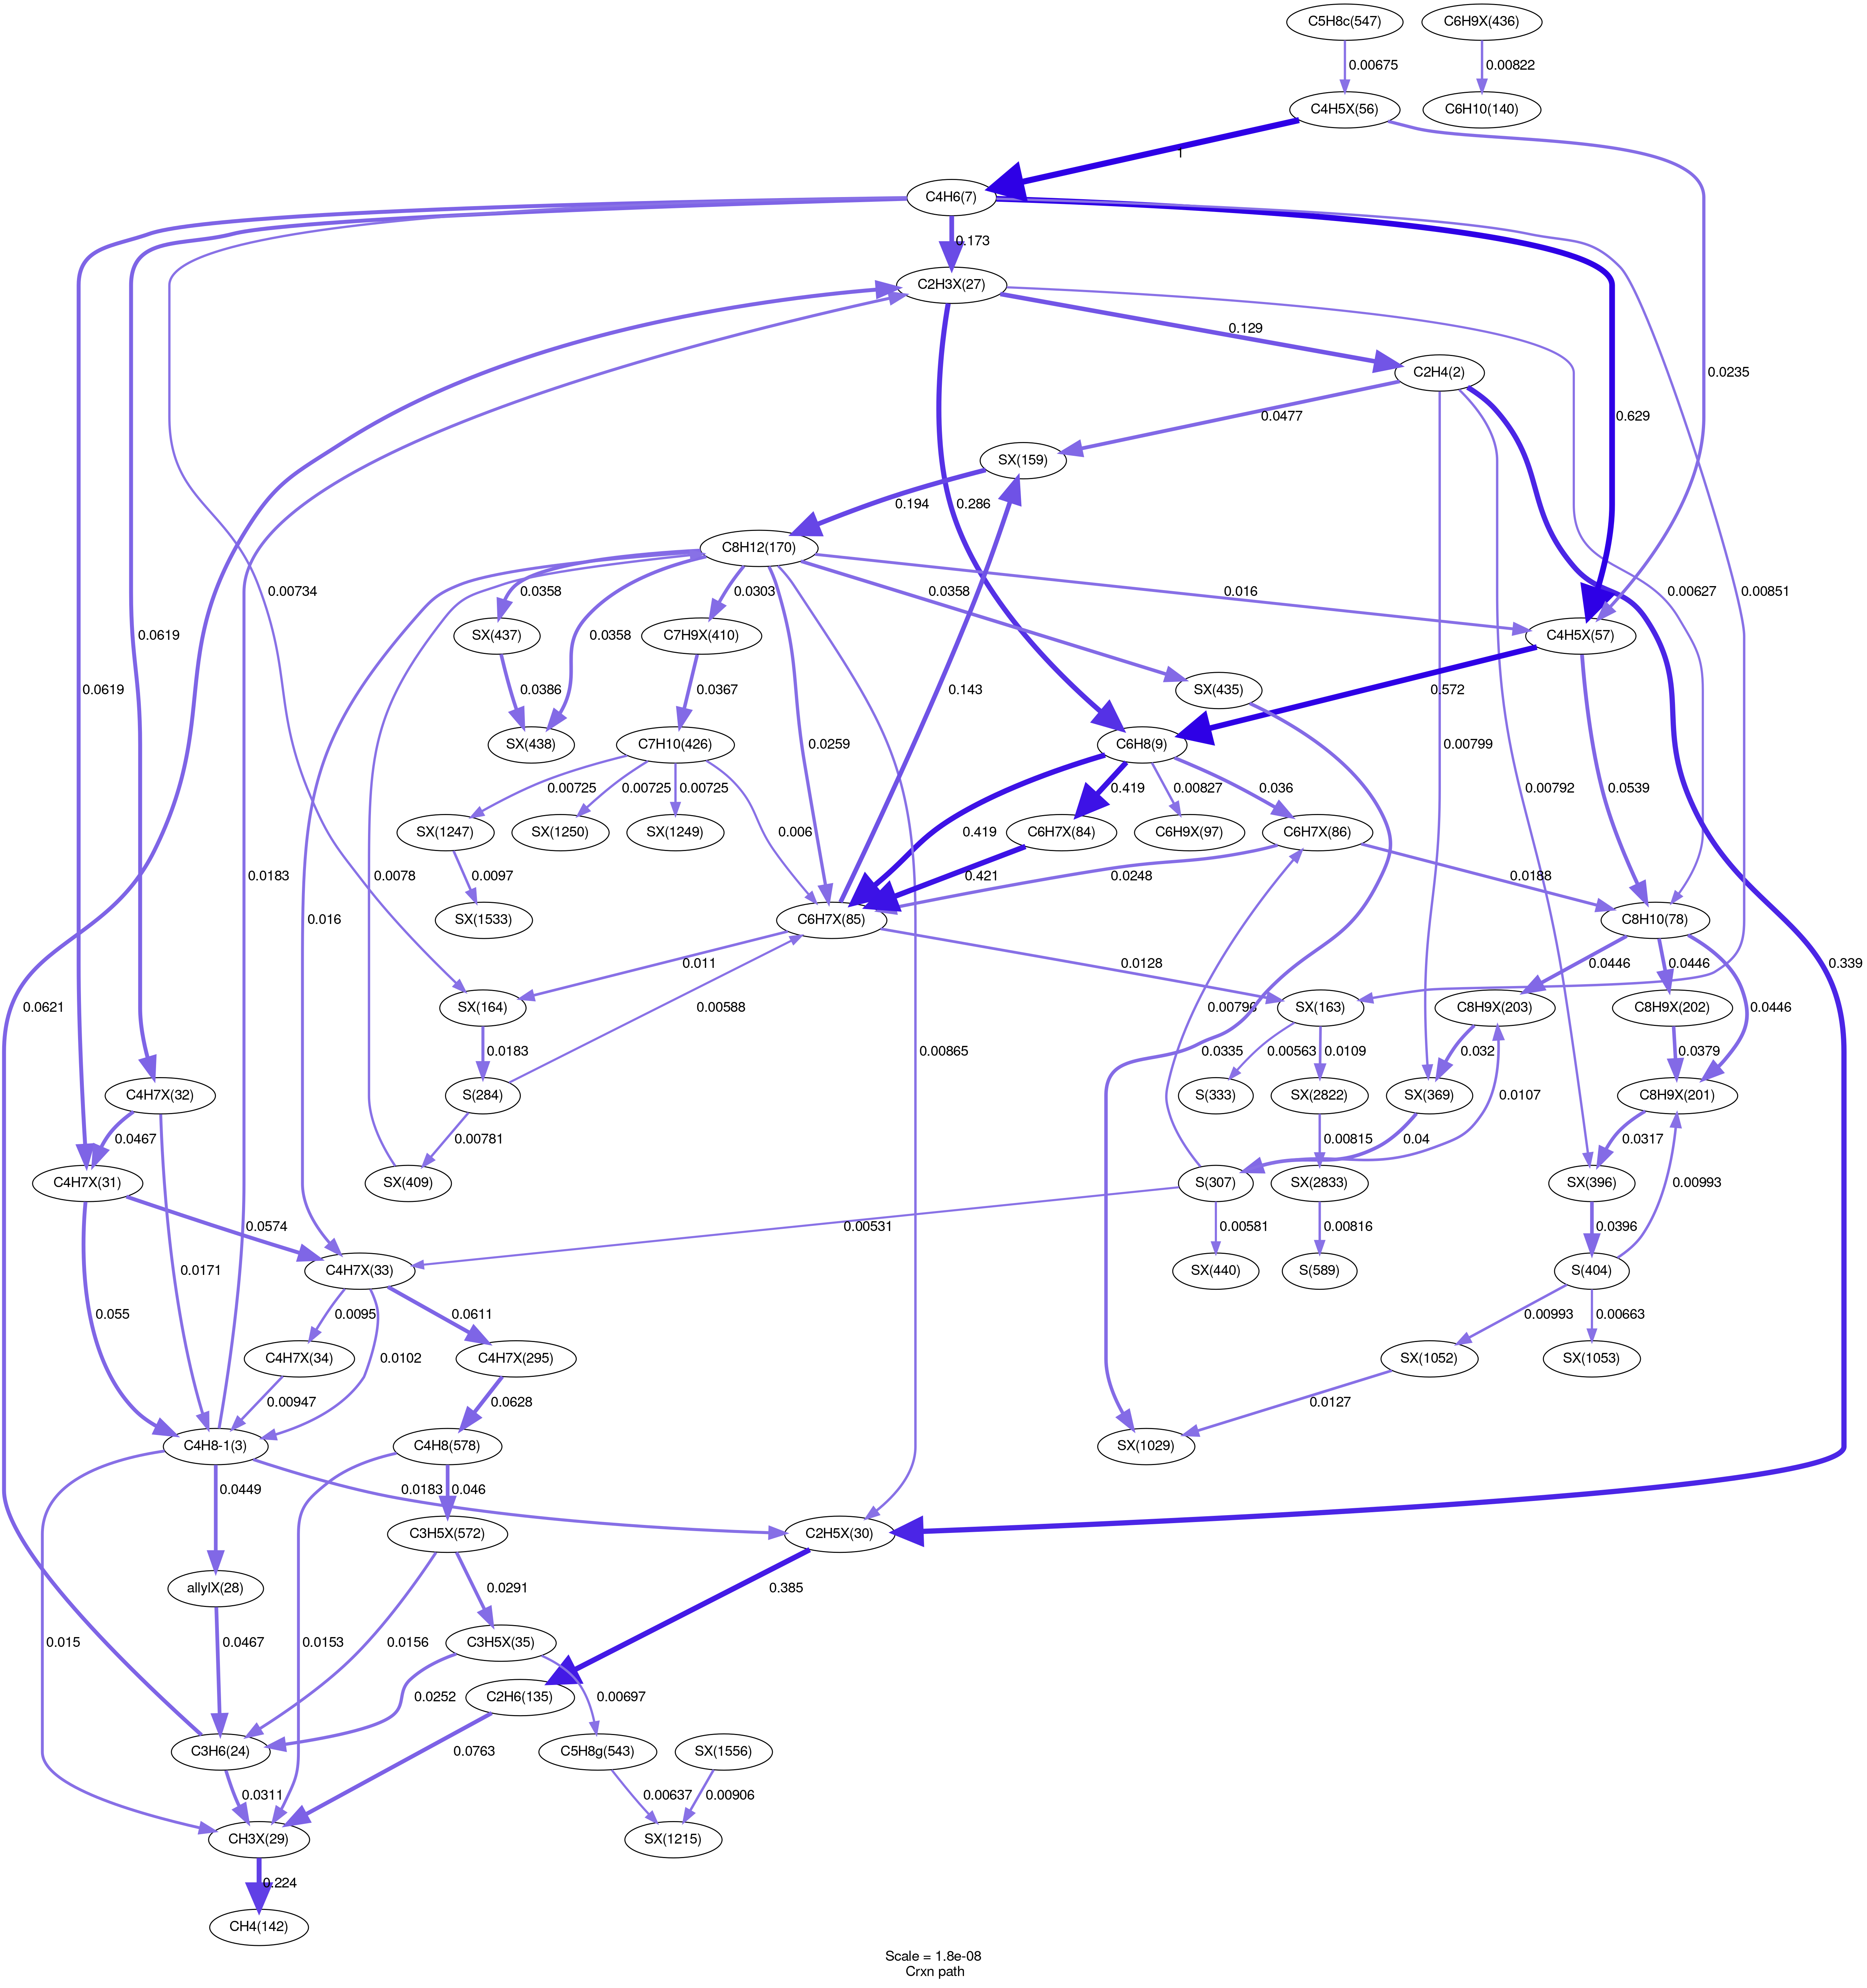 C5H8c(547)
C6H9X(436)
0.00675
0.00822
C4H5X(56)
C6H10(140)
1
C4H6(7)
0.173
C2H3X(27)
0.129
C2H4(2)
0.0235
0.0477
0.629
SX(159)
0.194
0.286
C8H12(170)
0.00734
0.0358
0.0303
0.0358
0.016
0.00627
0.00851
0.0619
SX(437)
C7H9X(410)
C4H5X(57)
0.0619
0.0358
0.0386
0.0367
0.143
SX(435)
0.572
SX(438)
C7H10(426)
C6H8(9)
0.0259
0.00799
0.00725
0.00725
0.00725
0.419
0.00827
0.036
0.00792
SX(1247)
SX(1250)
SX(1249)
C6H7X(84)
C6H9X(97)
C6H7X(86)
0.0183
0.0078
0.006
0.419
0.0539
0.0097
0.421
0.0248
0.0188
0.016
SX(1533)
C6H7X(85)
C8H10(78)
0.011
0.0128
0.0446
0.0446
0.339
SX(164)
0.00588
SX(163)
C8H9X(203)
C8H9X(202)
0.0446
0.0621
0.0183
0.00865
0.0335
0.00796
0.00563
0.0109
0.032
0.0379
C4H7X(32)
S(284)
S(333)
SX(2822)
SX(369)
C8H9X(201)
0.0107
0.0467
0.00781
0.00815
0.04
0.0317
C4H7X(31)
SX(409)
S(307)
SX(2833)
SX(396)
0.00993
0.0574
0.00531
0.00581
0.00816
0.0396
0.0171
C4H7X(33)
SX(440)
S(589)
S(404)
0.055
0.0095
0.0611
0.00993
0.00663
C4H7X(34)
0.0102
C4H7X(295)
SX(1052)
SX(1053)
0.00947
0.0628
0.0127
C4H8-1(3)
C4H8(578)
SX(1029)
0.0449
0.0183
0.046
C3H5X(572)
C2H5X(30)
allylX(28)
0.0291
0.385
0.015
0.0467
0.0153
0.0156
C3H5X(35)
0.0252
C2H6(135)
0.00697
C3H6(24)
0.0763
C5H8g(543)
SX(1556)
0.0311
0.00637
0.00906
CH3X(29)
SX(1215)
0.224
CH4(142)
Scale = 1.8e-08
Crxn path